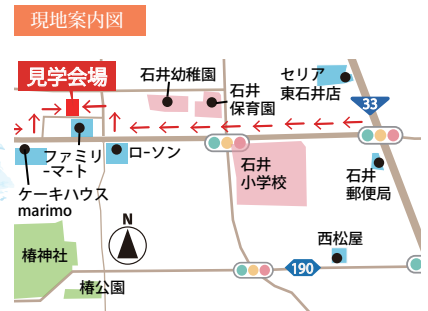 現地案内図
見学会場
石井幼稚園
石井
保育園
セリア
東石井店
33
ファミリ
-マ-ト
ロ-ソン
石井
小学校
石井
郵便局
ケーキハウス
marimo
N
西松屋
椿神社
190
椿公園